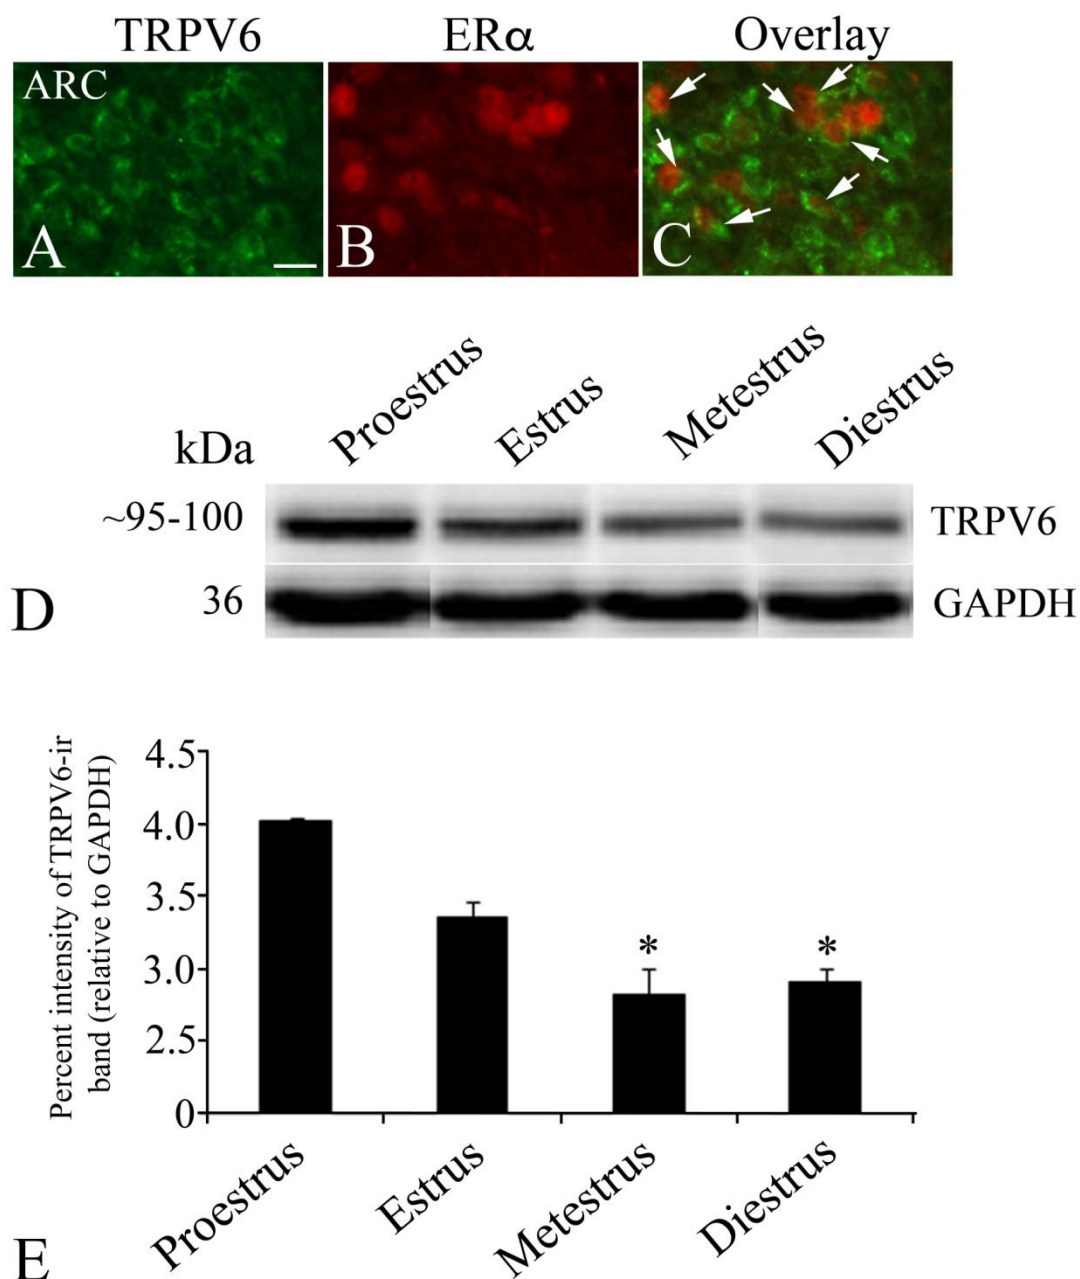 TRPV6 ERα Overlay
ARC
A B C
Proestrus Estrus Metestrus Diestrus
kDa
~95-100 TRPV6
D 36 GAPDH
Percent intensity of TRPV6-ir
band (relative to GAPDH)
4.5
4.0
3.5
* *
3.0
2.5
0
Proestrus Estrus Metestrus Diestrus
E